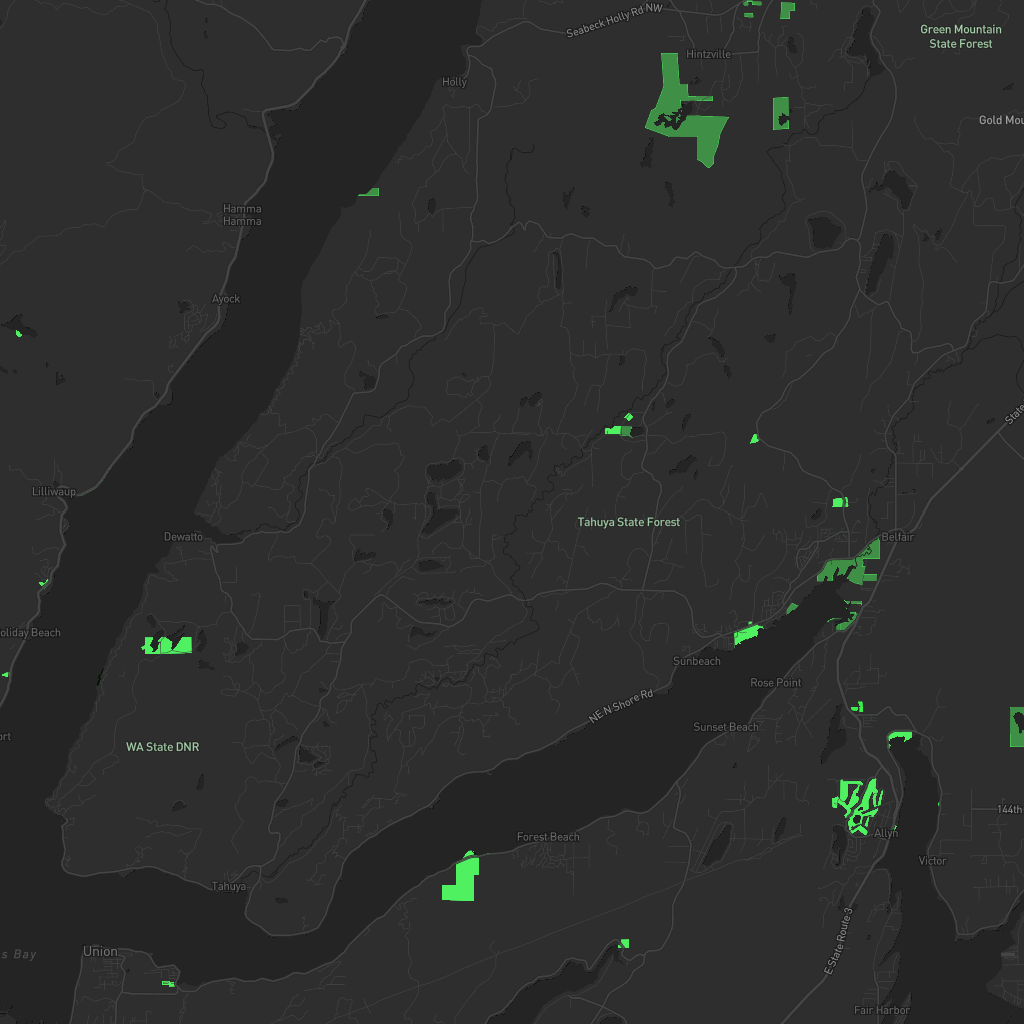 Seabeck Holly Rd NW
Green Mountain
State Forest
Hintzville
Holly
Gold Mou
Hamma
Hamma
Ayock
State
Lilliwaup
Tahuya State Forest
Dewatto
Belfair
oliday Beach
Sunbeach
Rose Point
NE N Shore Rd
Sunset Beach
ort
WA State DNR
144th
Forest Beach
Allyn
Victor
Tahuya
E State Route 3
Union
s Bay
Fair Harbor